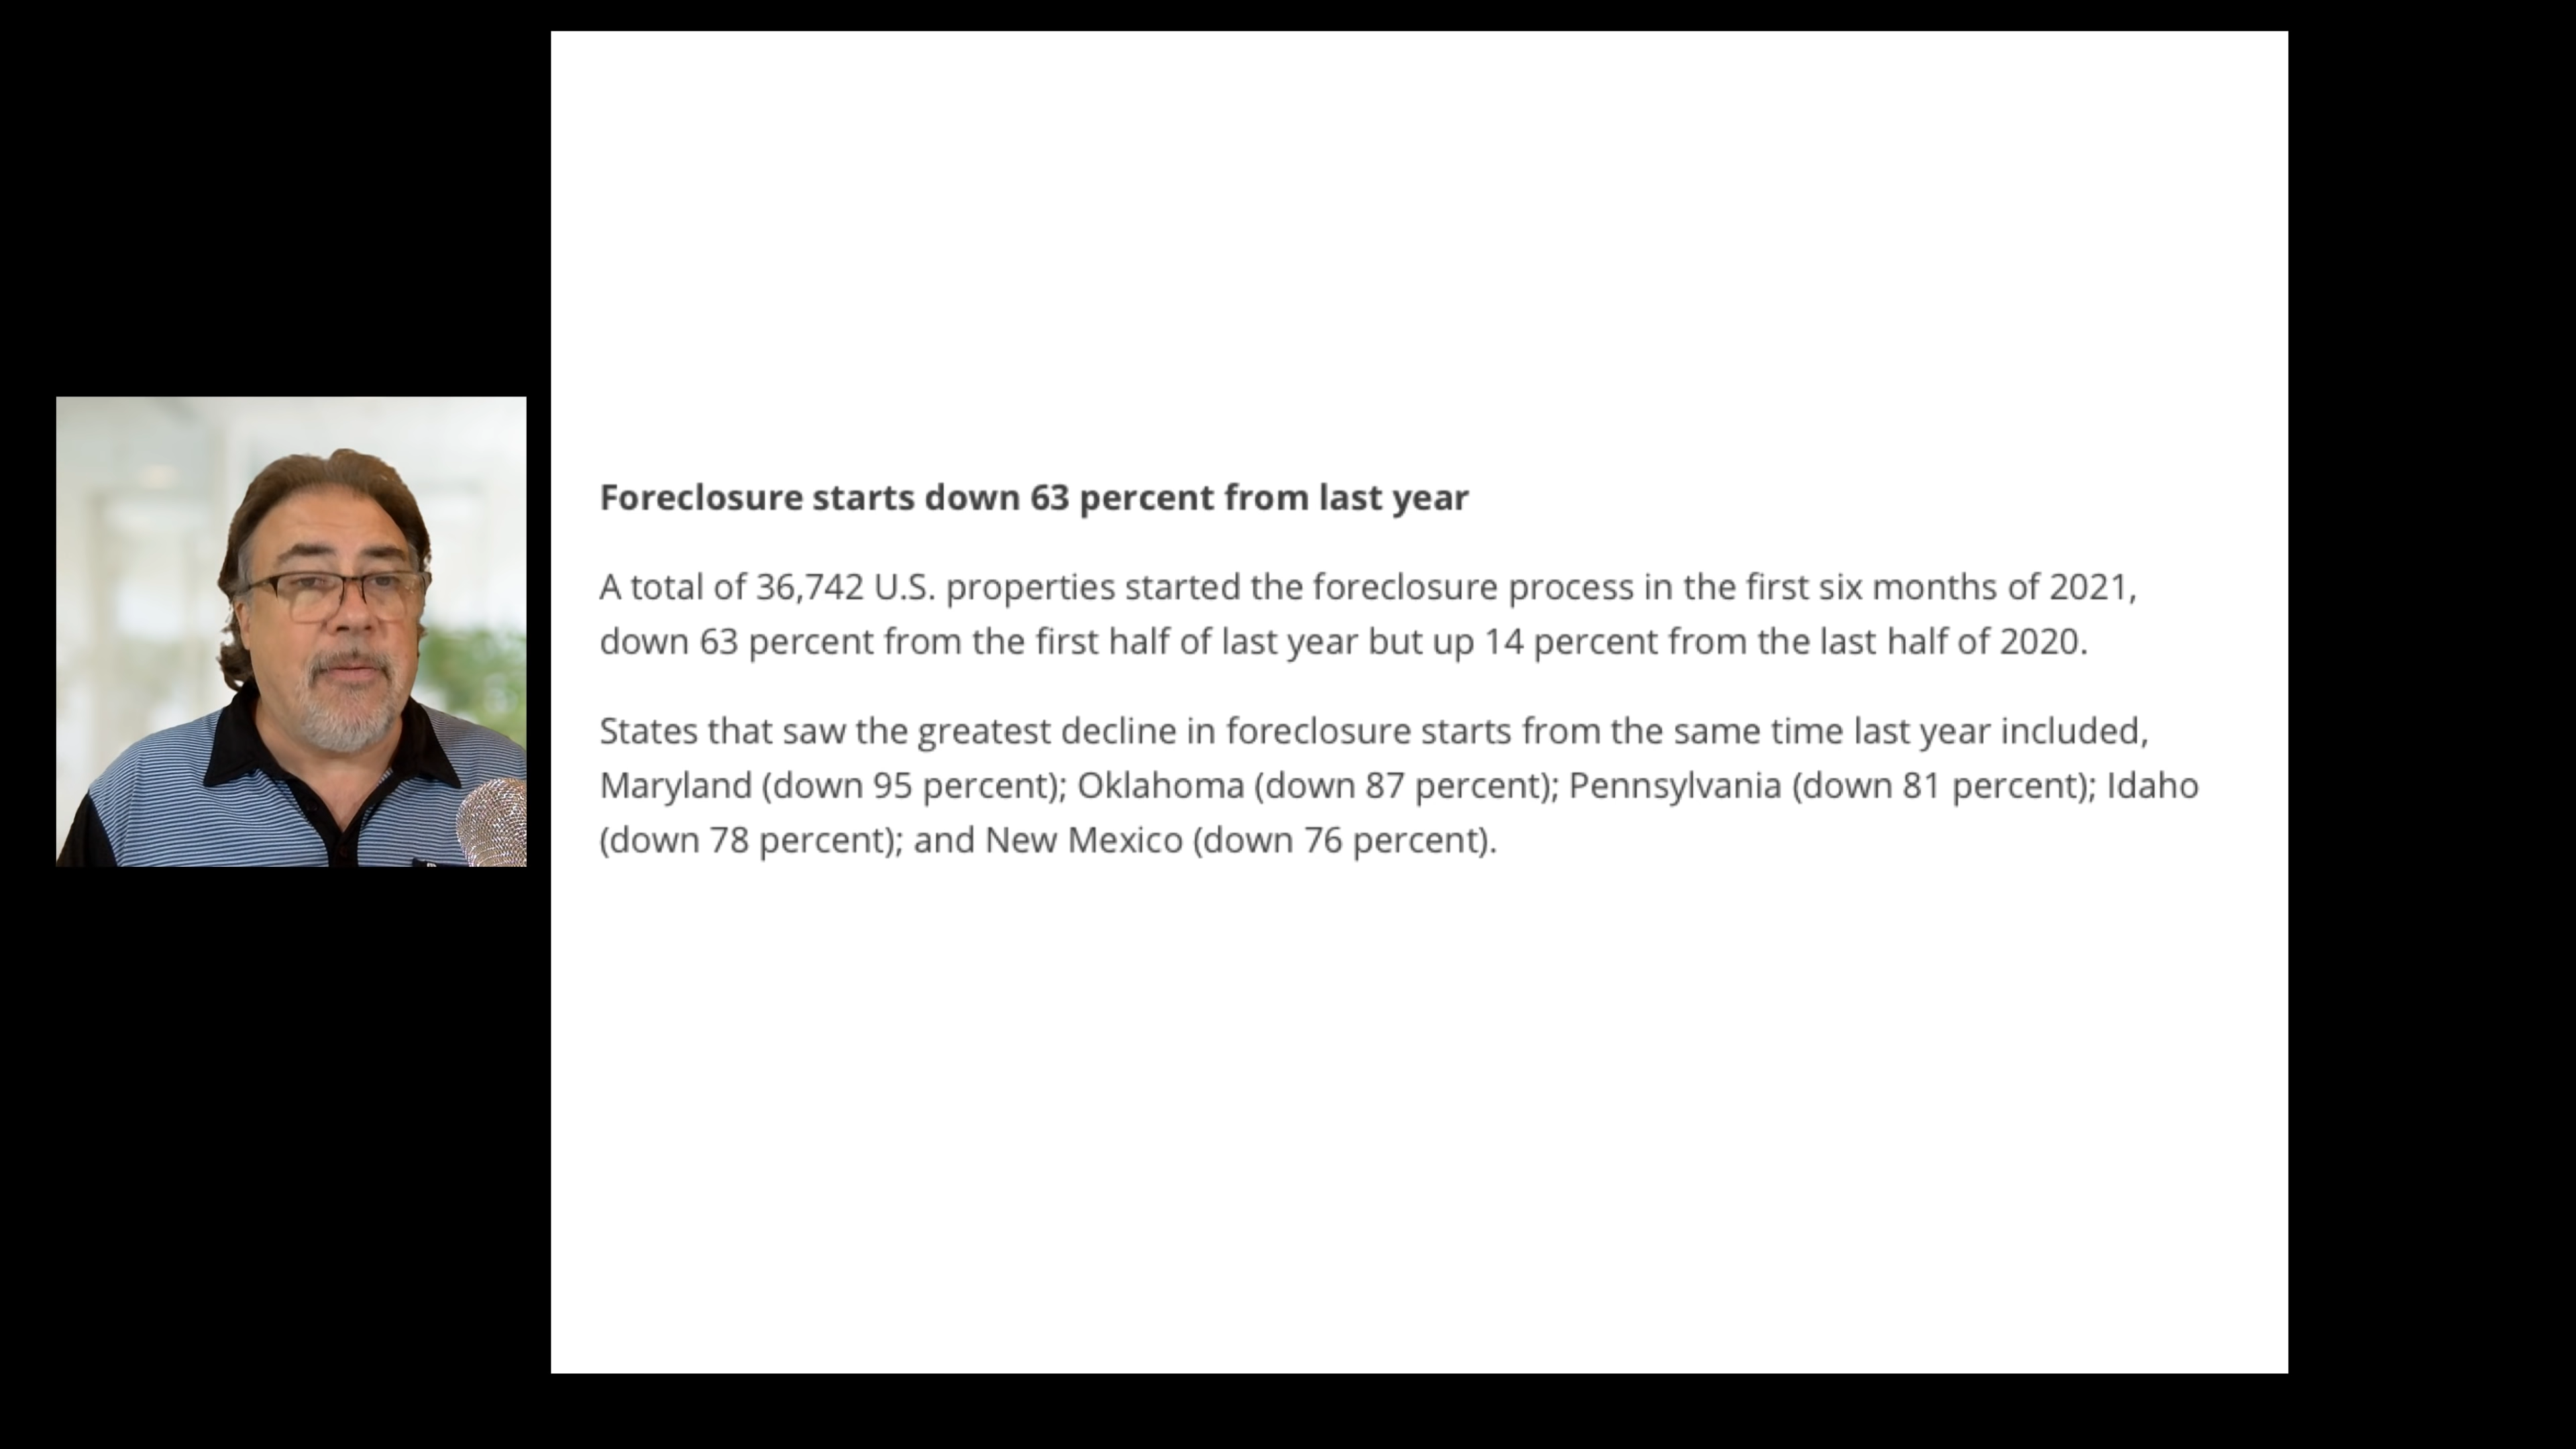 Foreclosure starts down 63 percent from last year
A total of 36,742 U.S. properties started the foreclosure process in the first six months of 2021,
down 63 percent from the first half of last year but up 14 percent from the last half of 2020.
States that saw the greatest decline in foreclosure starts from the same time last year included,
Maryland (down 95 percent); Oklahoma (down 87 percent); Pennsylvania (down 81 percent); Idaho
(down 78 percent); and New Mexico (down 76 percent).